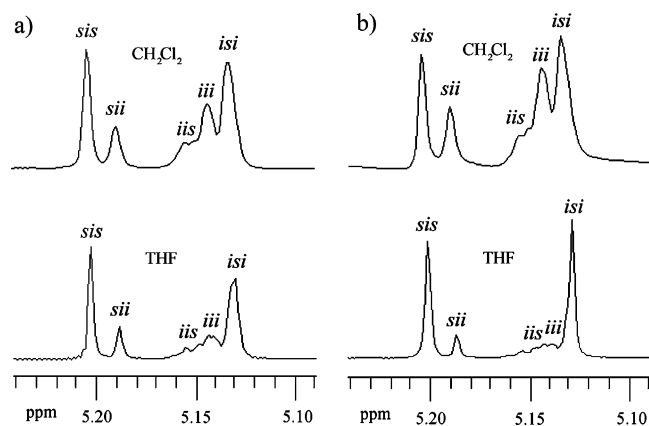 a)
sis
CH2Cl2
isi
iii
sii
iis
sis
THF
isi
sii
iis
iii
ppm 5.20 5.15 5.10
b)
sis
CH2Cl2
isi
iii
sii
iis
sis
THF
isi
sii
iis
iii
ppm 5.20 5.15 5.10